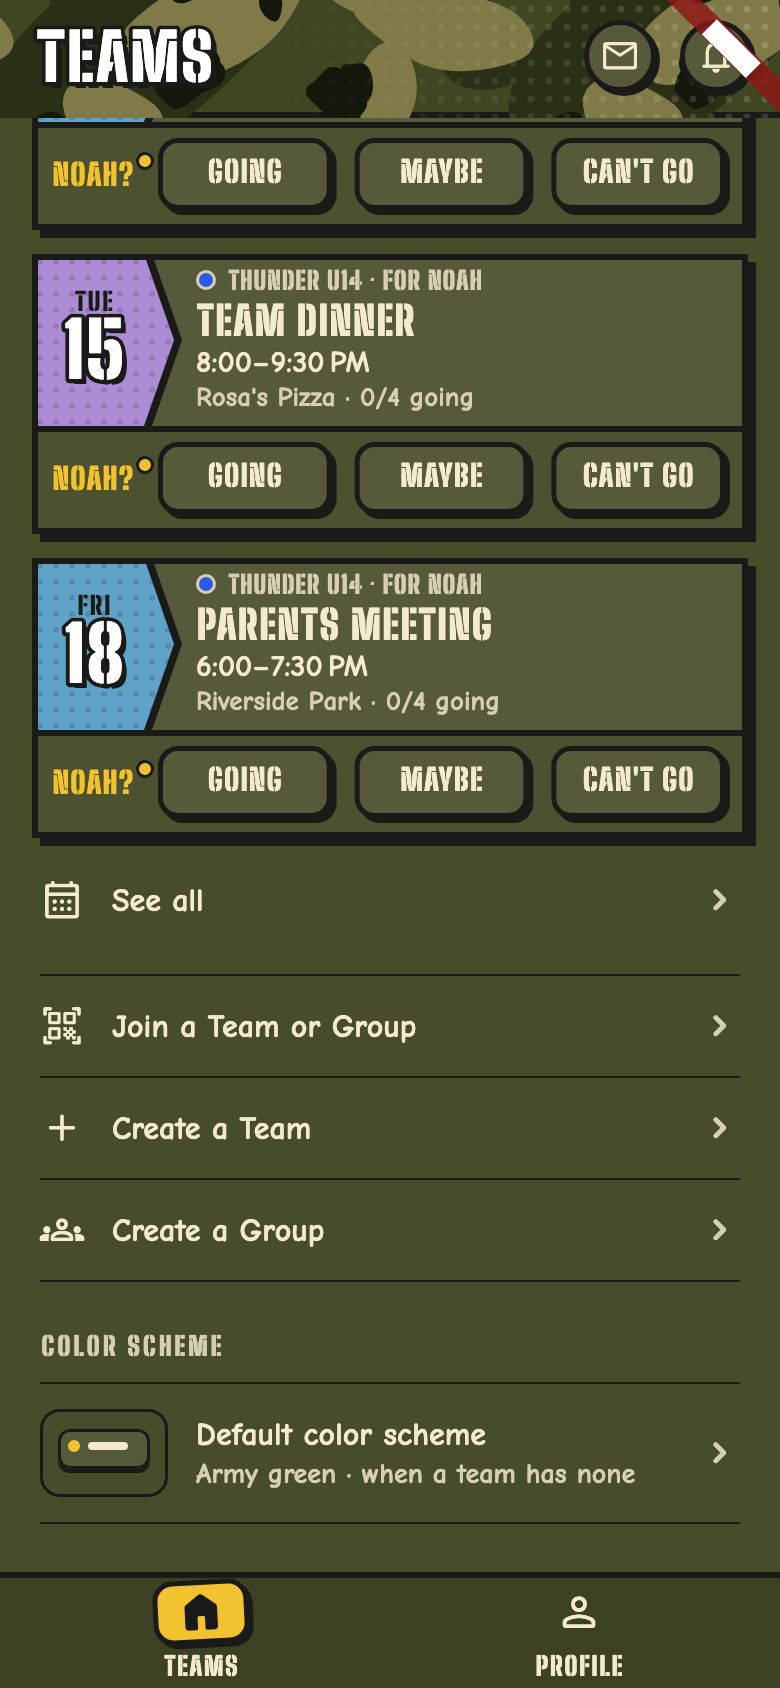 TEAMS
NOAH? GOING MAYBE CAN'T GO
TUE
15
THUNDER U14 · FOR NOAH
TEAM DINNER
8:00–9:30 PM
Rosa's Pizza · 0/4 going
NOAH? GOING MAYBE CAN'T GO
FRI
18
THUNDER U14 · FOR NOAH
PARENTS MEETING
6:00–7:30 PM
Riverside Park · 0/4 going
NOAH? GOING MAYBE CAN'T GO
See all
Join a Team or Group
Create a Team
Create a Group
COLOR SCHEME
Default color scheme
Army green · when a team has none
TEAMS PROFILE